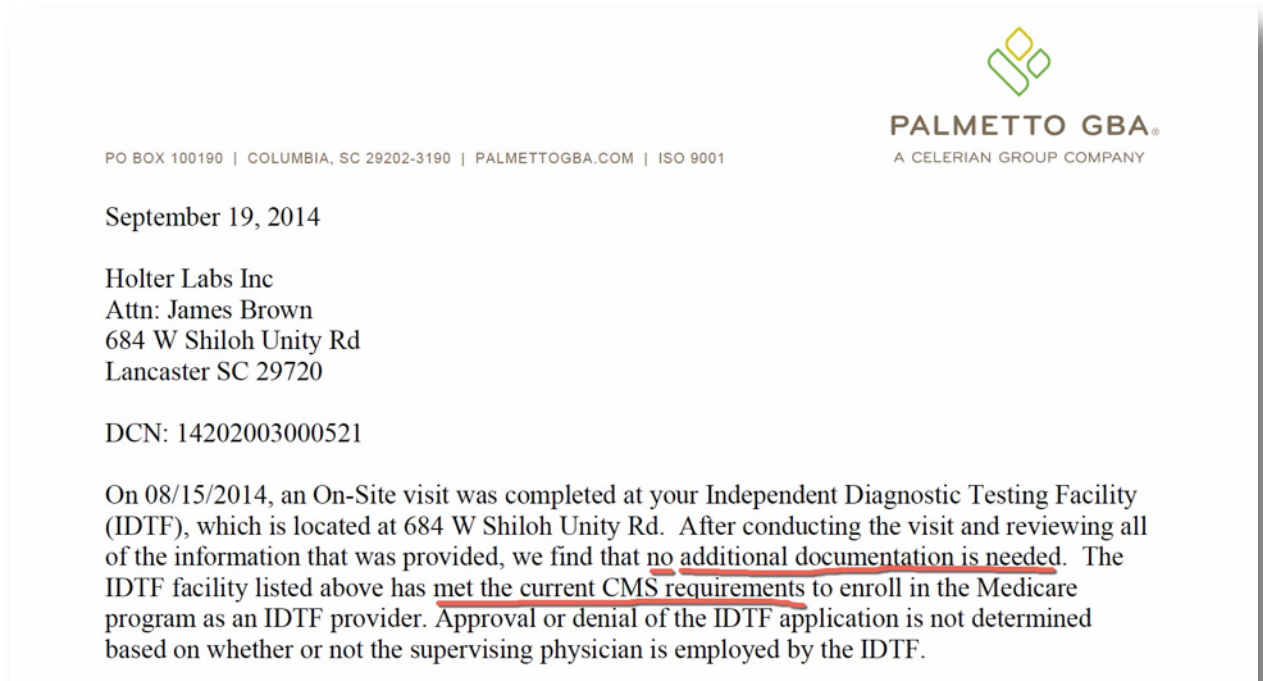 PALMETTO GBA®
A CELERIAN GROUP COMPANY
PO BOX 100190 | COLUMBIA, SC 29202-3190 | PALMETTOGBA.COM | ISO 9001
September 19, 2014
Holter Labs Inc
Attn: James Brown
684 W Shiloh Unity Rd
Lancaster SC 29720
DCN: 14202003000521
On 08/15/2014, an On-Site visit was completed at your Independent Diagnostic Testing Facility
(IDTF), which is located at 684 W Shiloh Unity Rd.  After conducting the visit and reviewing all
of the information that was provided, we find that no additional documentation is needed.  The
IDTF facility listed above has met the current CMS requirements to enroll in the Medicare
program as an IDTF provider. Approval or denial of the IDTF application is not determined
based on whether or not the supervising physician is employed by the IDTF.